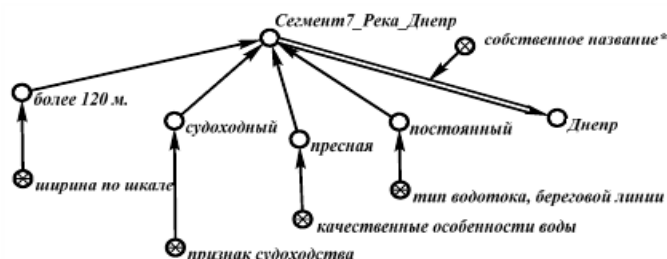 Сегмент7_Река_Днепр
собственное название*
более 120 м.
судоходный
пресная
постоянный
Днепр
ширина по шкале
тип водотока, береговой линии
качественные особенности воды
признак судоходства